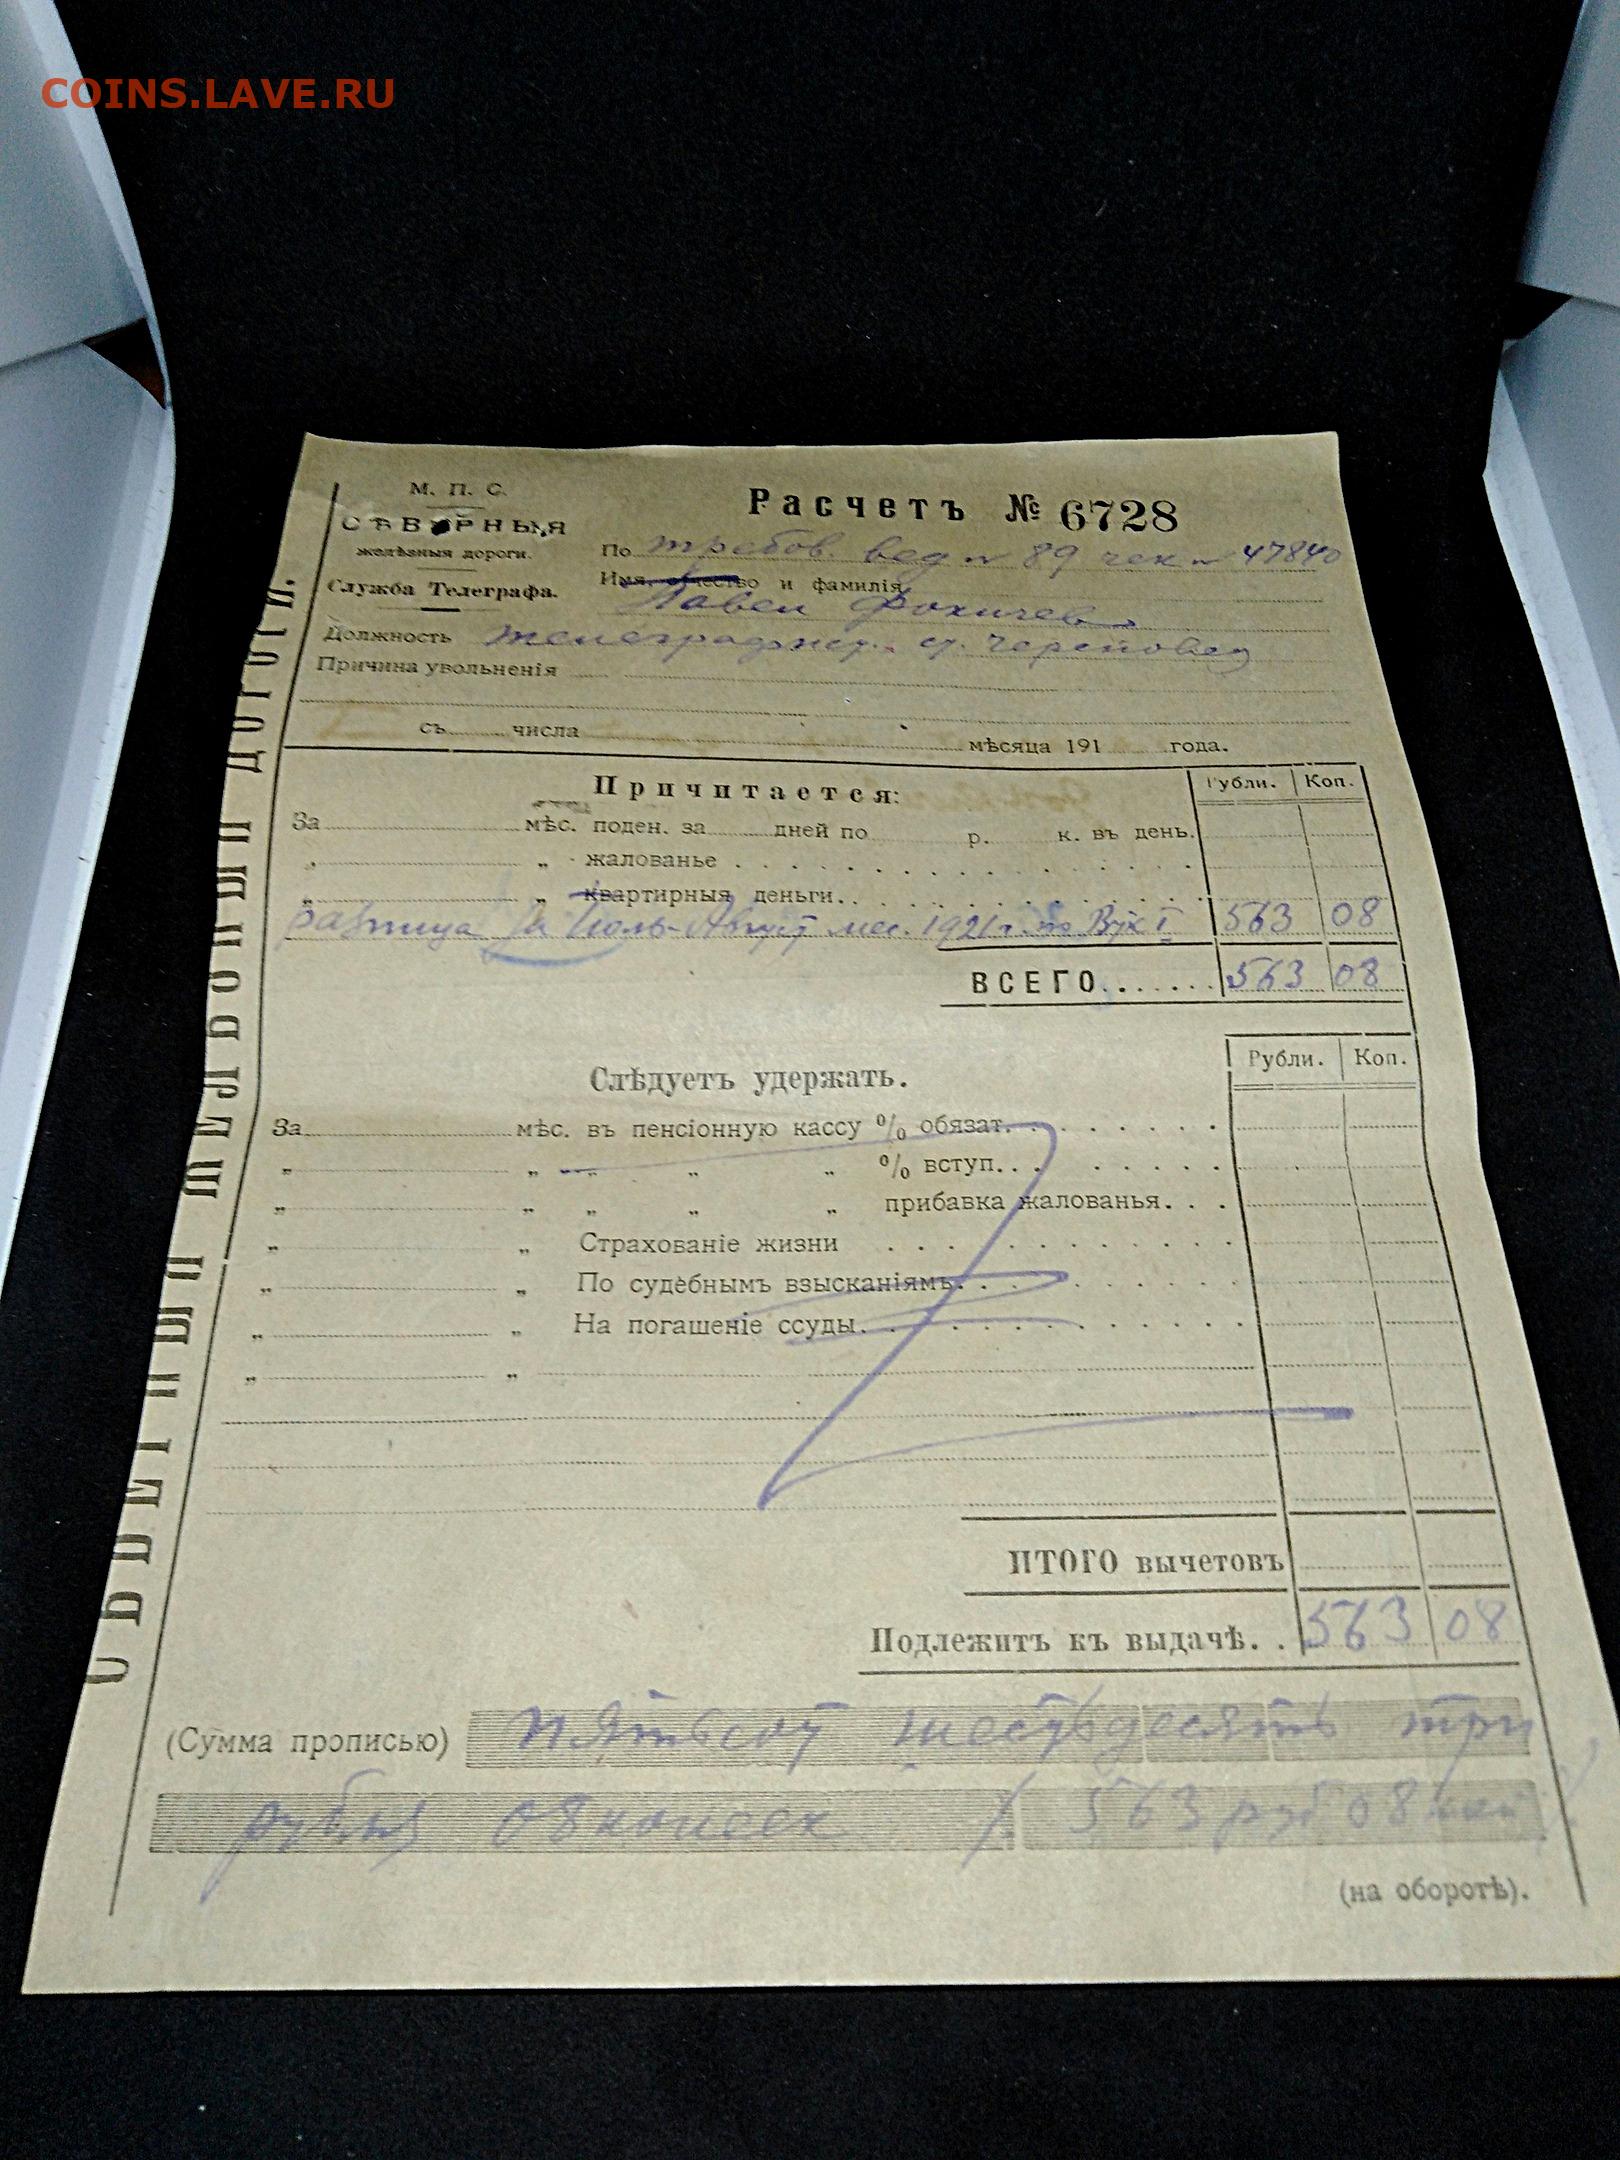 COINS.LAVE.RU
М. П. С.
СѢВЕРНЫЯ
желѣзныя дороги.
Служба Телеграфа.
Расчетъ № 6728
По требов. вед № 89 чек № 47840
Имя, отчество и фамилія
Павел
Должность телеграфист. ст. Череповец
Причина увольненія
съ числа мѣсяца 191 года.
Причитается:
Рубли. Коп.
За мѣс. поден. за дней по р. к. въ день.
„ „ жалованье
„ „ квартирныя деньги
разница за Июль-Август мес. 1921 г. по 563 08
ВСЕГО 563 08
Слѣдуетъ удержать.
Рубли. Коп.
За мѣс. въ пенсіонную кассу % обязат.
„ „ „ „ „ % вступ.
„ „ „ „ „ прибавка жалованья
„ „ Страхованіе жизни
„ „ По судебнымъ взысканіямъ
„ „ На погашеніе ссуды
„ „
ИТОГО вычетовъ
Подлежитъ къ выдачѣ 563 08
(Сумма прописью) пятьсот шестьдесять три
рубля 08 копеек / 563 руб 08 коп /
(на оборотѣ).